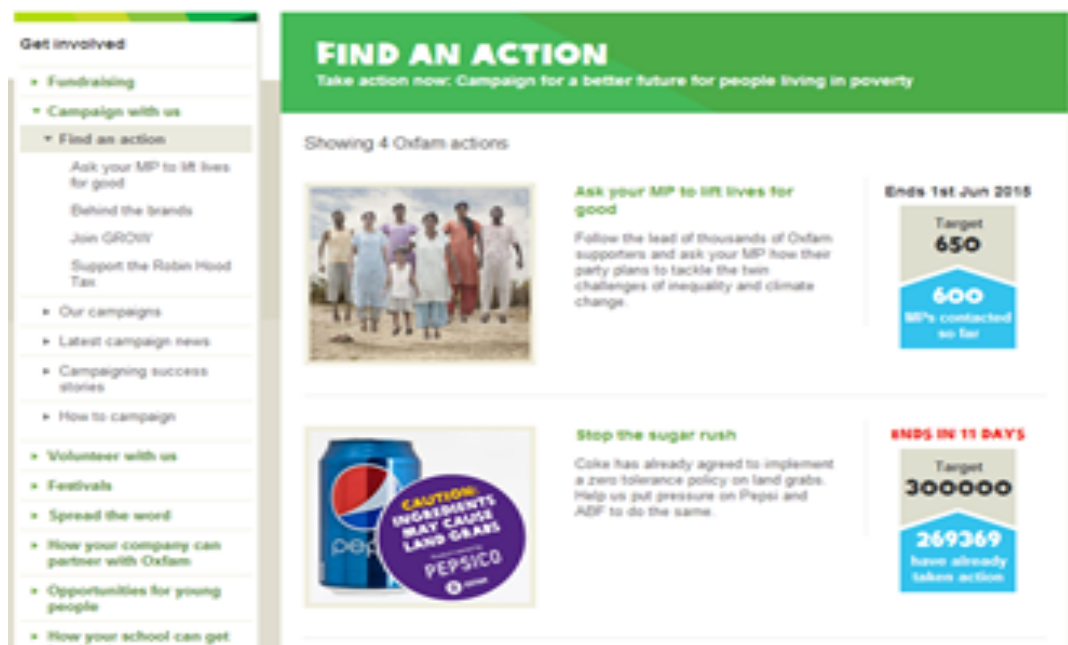 Get involved
Fundraising
Campaign with us
Find an action
Ask your MP to lift lives
for good
Behind the brands
Join GROW
Support the Robin Hood
Tax
Our campaigns
Latest campaign news
Campaigning success
stories
How to campaign
Volunteer with us
Festivals
Spread the word
How your company can
partner with Oxfam
Opportunities for young
people
How your school can get
FIND AN ACTION
Take action now: Campaign for a better future for people living in poverty
Showing 4 Oxfam actions
Ask your MP to lift lives for
good
Follow the lead of thousands of Oxfam
supporters and ask your MP how their
party plans to tackle the twin
challenges of inequality and climate
change.
Ends 1st Jun 2015
Target
650
600
MPs contacted
so far
pep
CAUTION:
INGREDIENTS
MAY CAUSE
LAND GRABS
PEPSICO
Stop the sugar rush
Coke has already agreed to implement
a zero tolerance policy on land grabs.
Help us put pressure on Pepsi and
ABF to do the same.
ENDS IN 11 DAYS
Target
300000
269369
have already
taken action